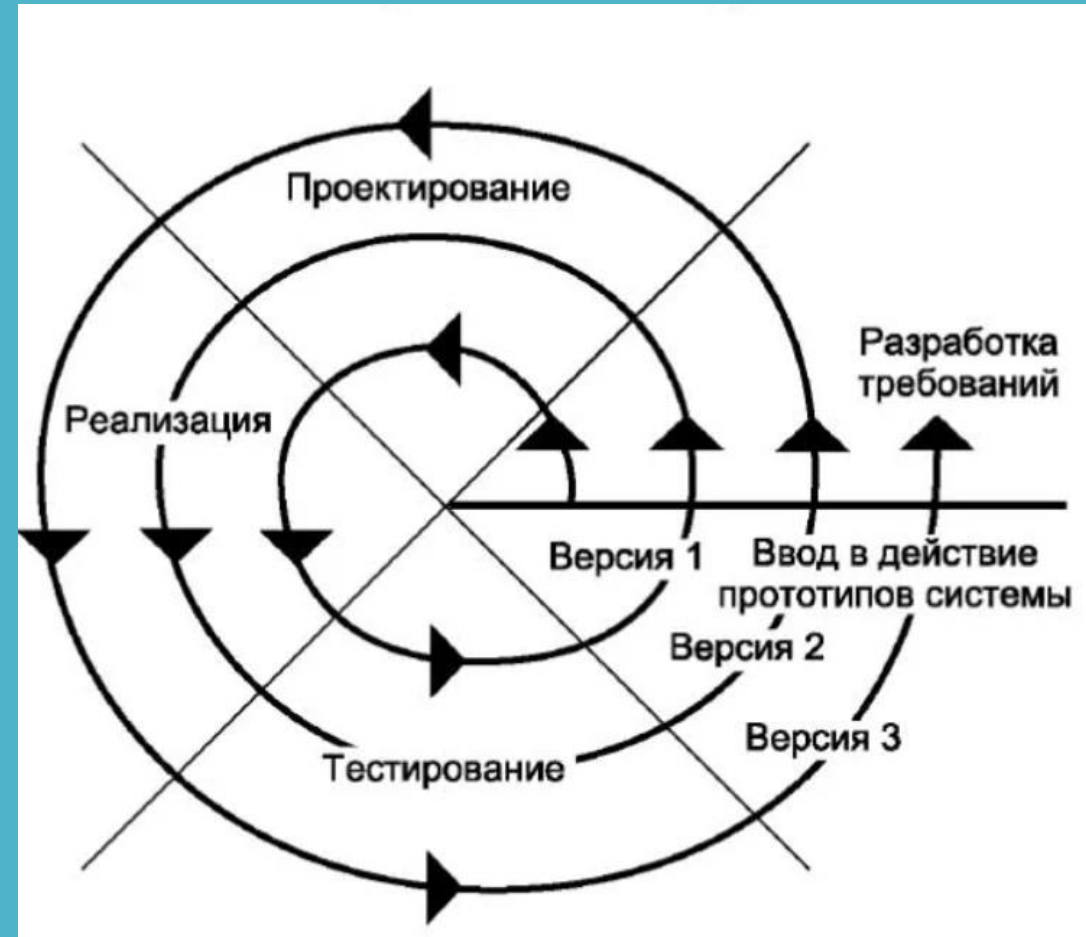 Проектирование
Разработка
требований
Реализация
Версия 1
Ввод в действие
прототипов системы
Версия 2
Версия 3
Тестирование